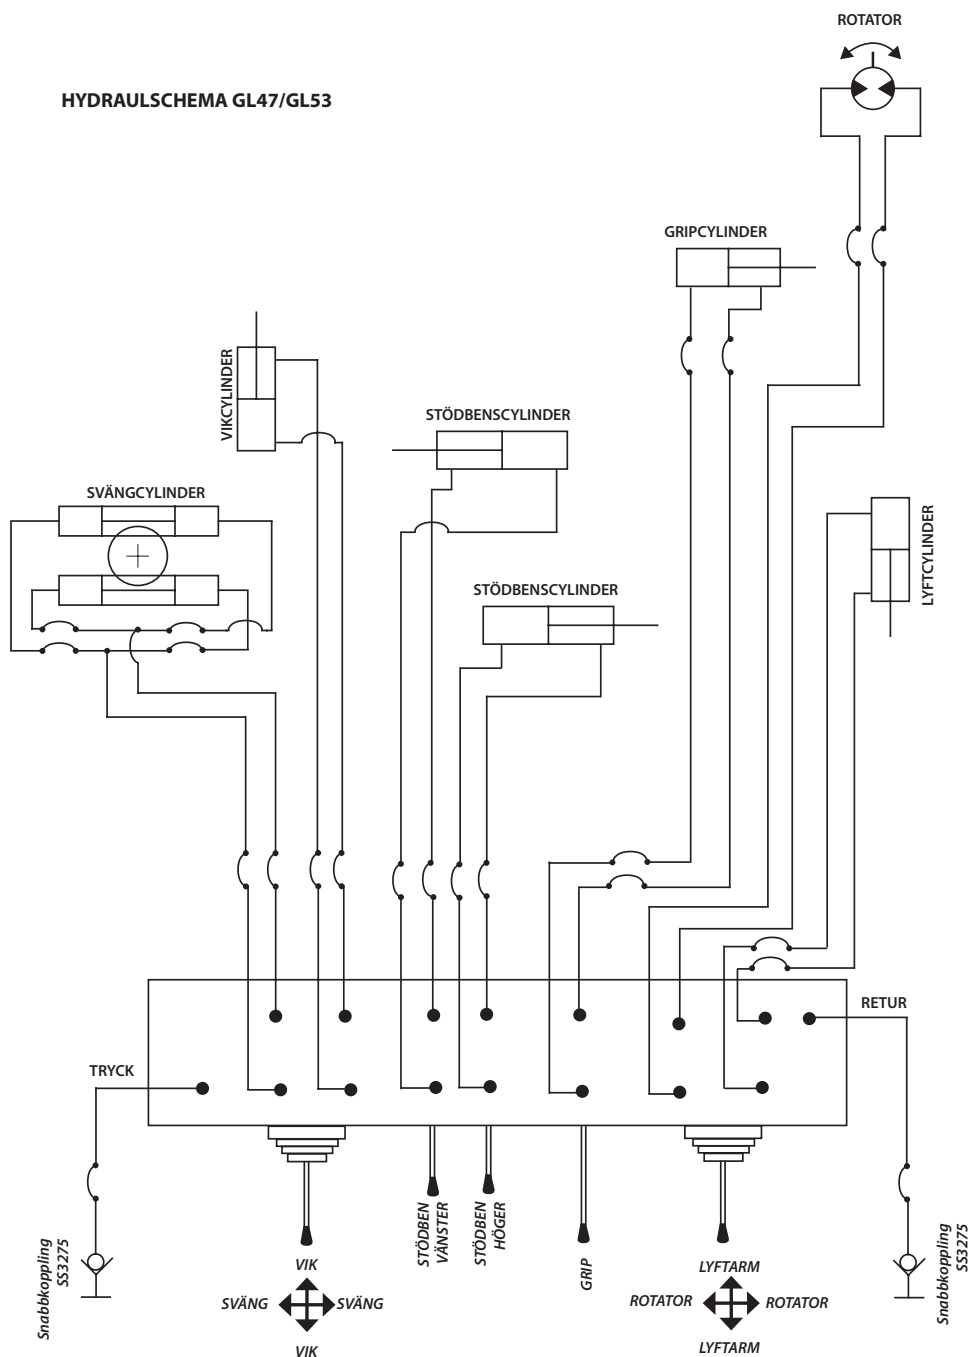 ROTATOR
HYDRAULSCHEMA GL47/GL53
GRIPCYLINDER
VIKCYLINDER
STÖDBENSCYLINDER
SVÄNGCYLINDER
LYFTCYLINDER
STÖDBENSCYLINDER
RETUR
TRYCK
STÖDBEN
VÄNSTER
STÖDBEN
HÖGER
GRIP
Snabbkoppling
SS3275
VIK
SVÄNG
SVÄNG
VIK
LYFTARM
ROTATOR
ROTATOR
LYFTARM
Snabbkoppling
SS3275